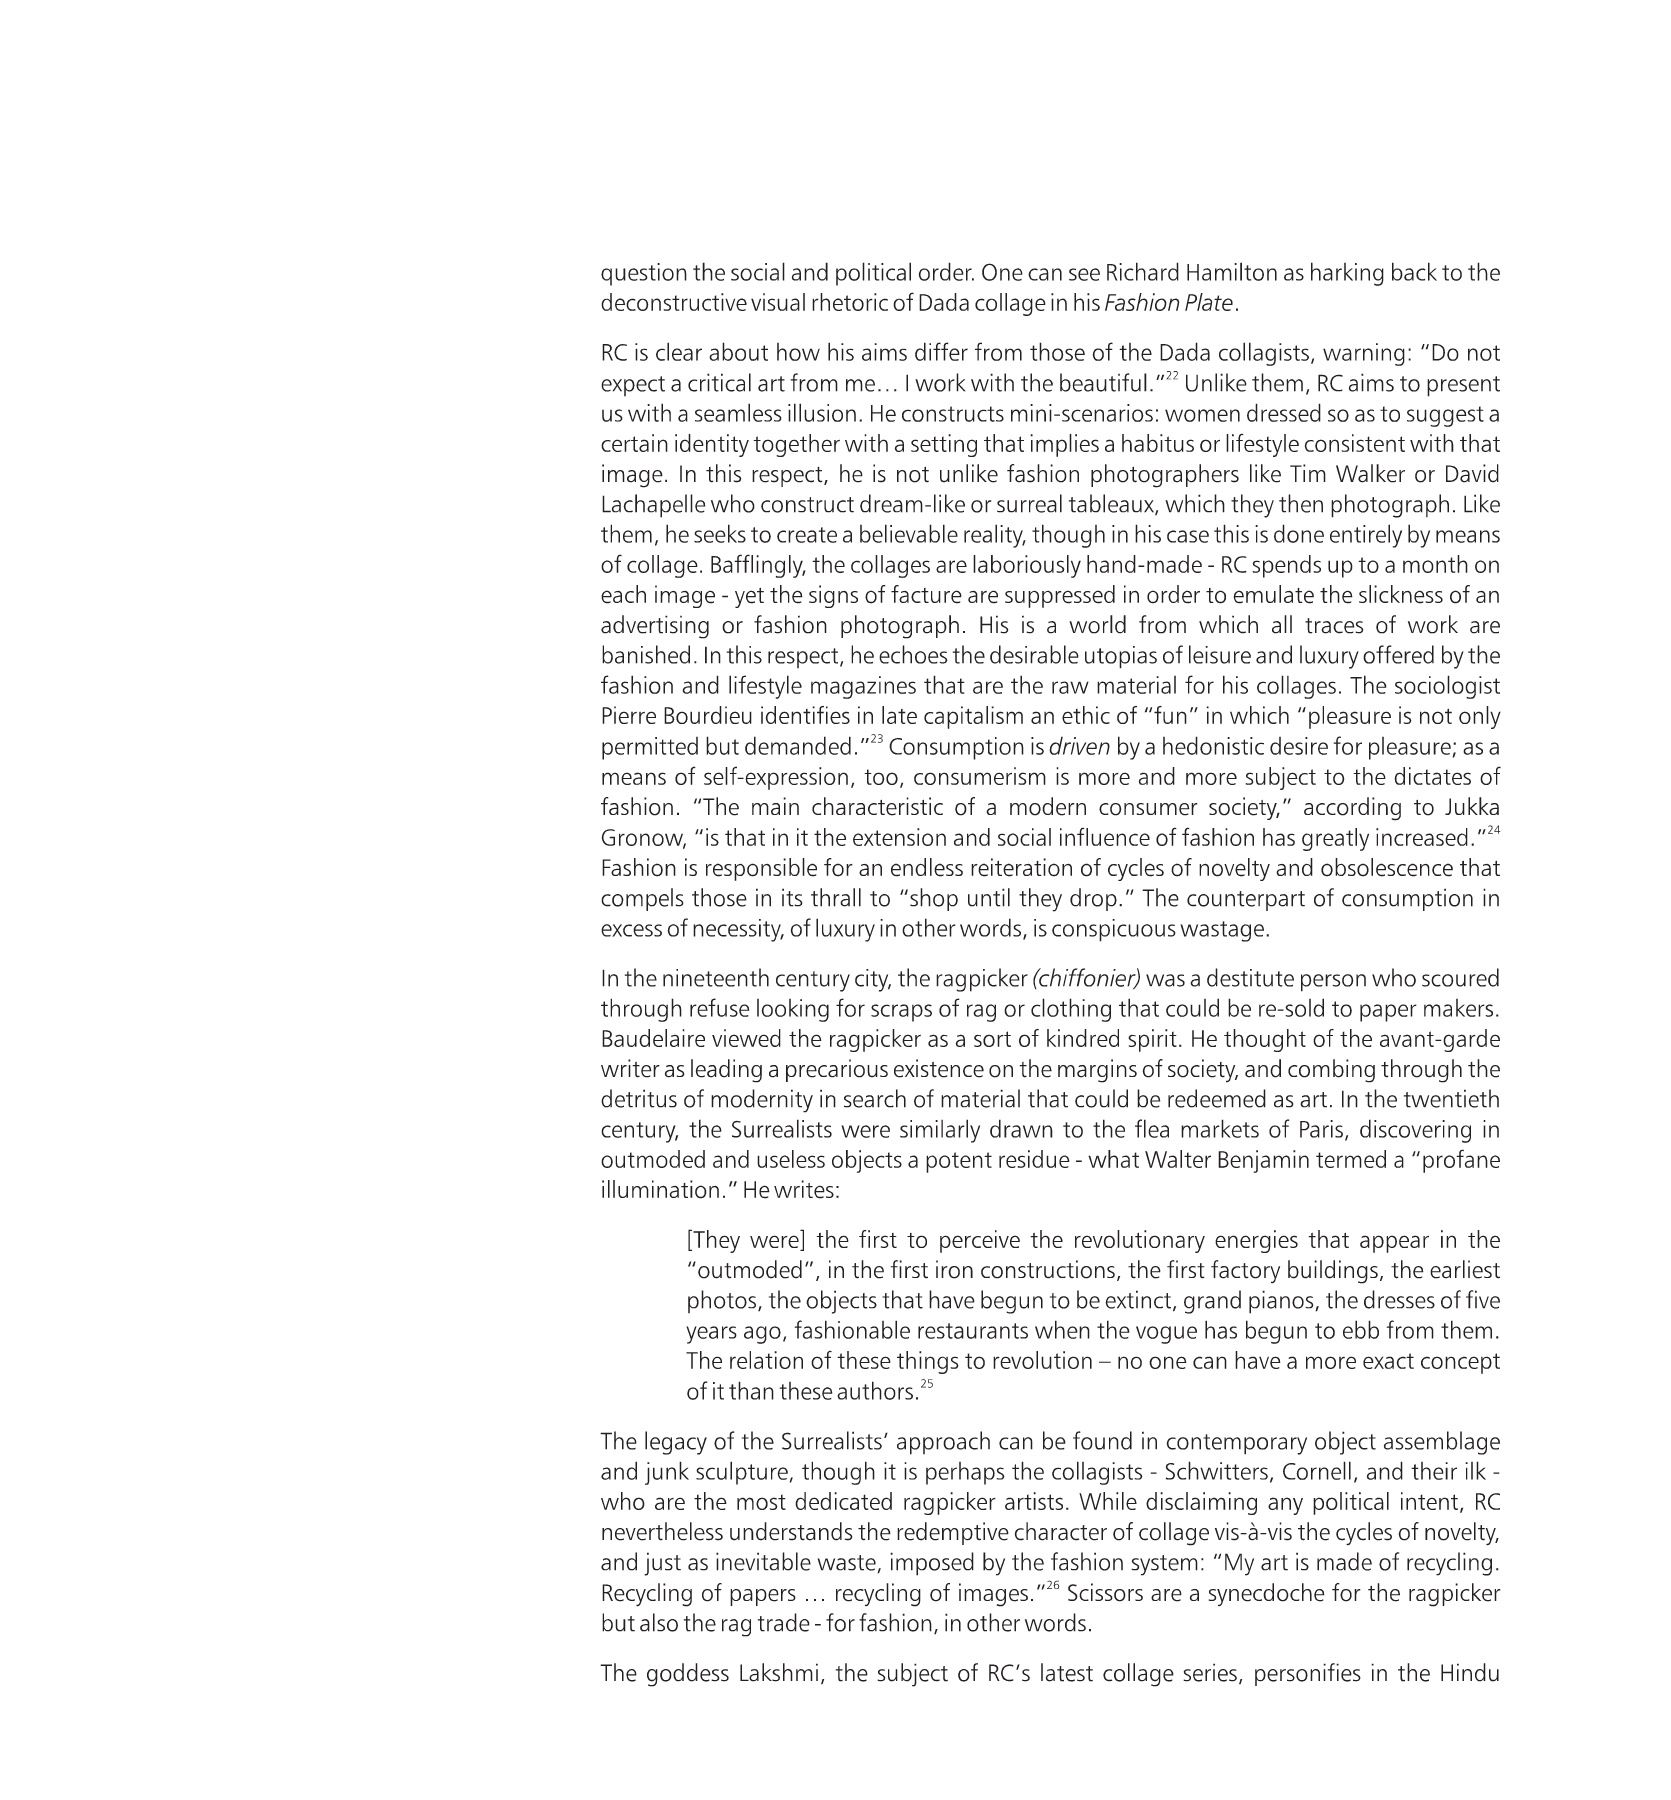 question the social and political order. One can see Richard Hamilton as harking back to the
deconstructive visual rhetoric of Dada collage in his Fashion Plate.
RC is clear about how his aims differ from those of the Dada collagists, warning: “Do not
expect a critical art from me… I work with the beautiful.”22 Unlike them, RC aims to present
us with a seamless illusion. He constructs mini-scenarios: women dressed so as to suggest a
certain identity together with a setting that implies a habitus or lifestyle consistent with that
image. In this respect, he is not unlike fashion photographers like Tim Walker or David
Lachapelle who construct dream-like or surreal tableaux, which they then photograph. Like
them, he seeks to create a believable reality, though in his case this is done entirely by means
of collage. Bafflingly, the collages are laboriously hand-made - RC spends up to a month on
each image - yet the signs of facture are suppressed in order to emulate the slickness of an
advertising or fashion photograph. His is a world from which all traces of work are
banished. In this respect, he echoes the desirable utopias of leisure and luxury offered by the
fashion and lifestyle magazines that are the raw material for his collages. The sociologist
Pierre Bourdieu identifies in late capitalism an ethic of “fun” in which “pleasure is not only
permitted but demanded.”23 Consumption is driven by a hedonistic desire for pleasure; as a
means of self-expression, too, consumerism is more and more subject to the dictates of
fashion. “The main characteristic of a modern consumer society,” according to Jukka
Gronow, “is that in it the extension and social influence of fashion has greatly increased.”24
Fashion is responsible for an endless reiteration of cycles of novelty and obsolescence that
compels those in its thrall to “shop until they drop.” The counterpart of consumption in
excess of necessity, of luxury in other words, is conspicuous wastage.
In the nineteenth century city, the ragpicker (chiffonier) was a destitute person who scoured
through refuse looking for scraps of rag or clothing that could be re-sold to paper makers.
Baudelaire viewed the ragpicker as a sort of kindred spirit. He thought of the avant-garde
writer as leading a precarious existence on the margins of society, and combing through the
detritus of modernity in search of material that could be redeemed as art. In the twentieth
century, the Surrealists were similarly drawn to the flea markets of Paris, discovering in
outmoded and useless objects a potent residue - what Walter Benjamin termed a “profane
illumination.” He writes:
[They were] the first to perceive the revolutionary energies that appear in the
“outmoded”, in the first iron constructions, the first factory buildings, the earliest
photos, the objects that have begun to be extinct, grand pianos, the dresses of five
years ago, fashionable restaurants when the vogue has begun to ebb from them.
The relation of these things to revolution – no one can have a more exact concept
of it than these authors.25
The legacy of the Surrealists’ approach can be found in contemporary object assemblage
and junk sculpture, though it is perhaps the collagists - Schwitters, Cornell, and their ilk -
who are the most dedicated ragpicker artists. While disclaiming any political intent, RC
nevertheless understands the redemptive character of collage vis-à-vis the cycles of novelty,
and just as inevitable waste, imposed by the fashion system: “My art is made of recycling.
Recycling of papers … recycling of images.”26 Scissors are a synecdoche for the ragpicker
but also the rag trade - for fashion, in other words.
The goddess Lakshmi, the subject of RC’s latest collage series, personifies in the Hindu